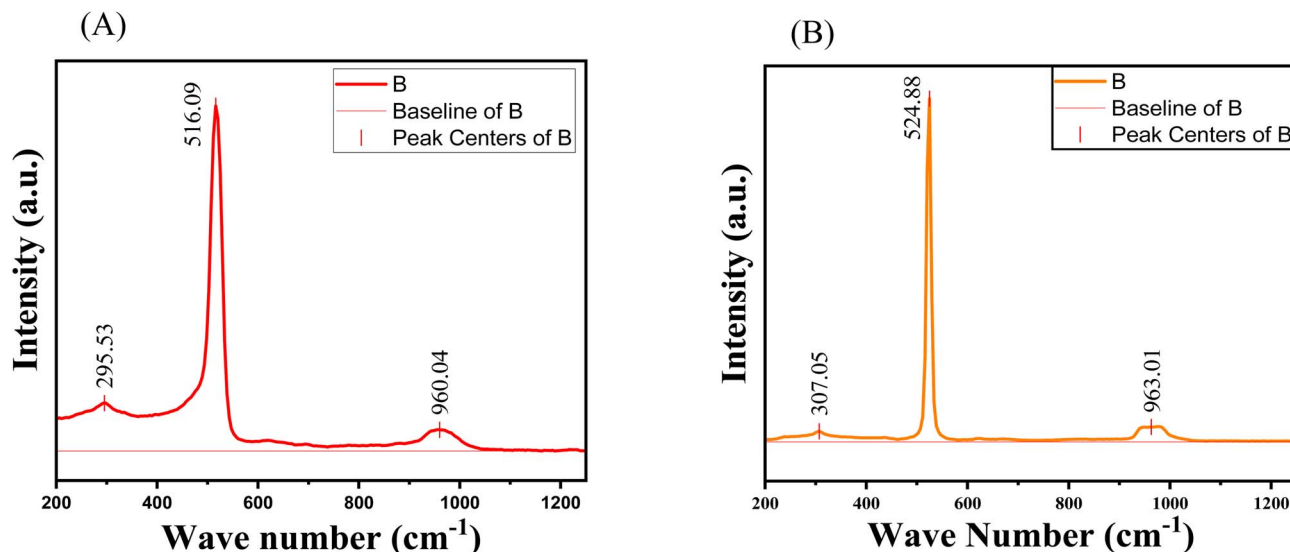 (A)
B
Baseline of B
Peak Centers of B
516.09
295.53
960.04
Intensity (a.u.)
200 400 600 800 1000 1200
Wave number (cm-1)
(B)
B
Baseline of B
Peak Centers of B
524.88
307.05
963.01
Intensity (a.u.)
200 400 600 800 1000 1200
Wave Number (cm-1)